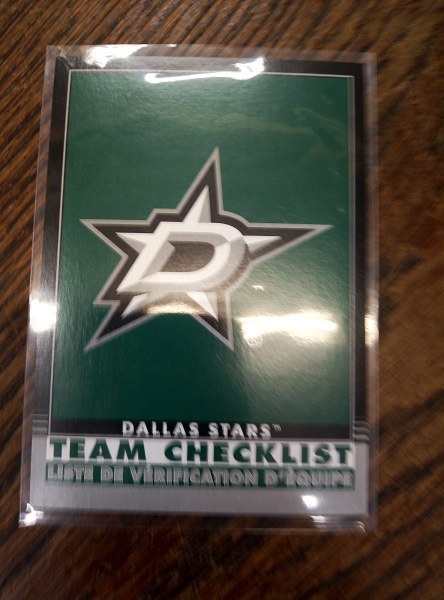 D
DALLAS STARS™
TEAM CHECKLIST
LISTE DE VÉRIFICATION D'ÉQUIPE